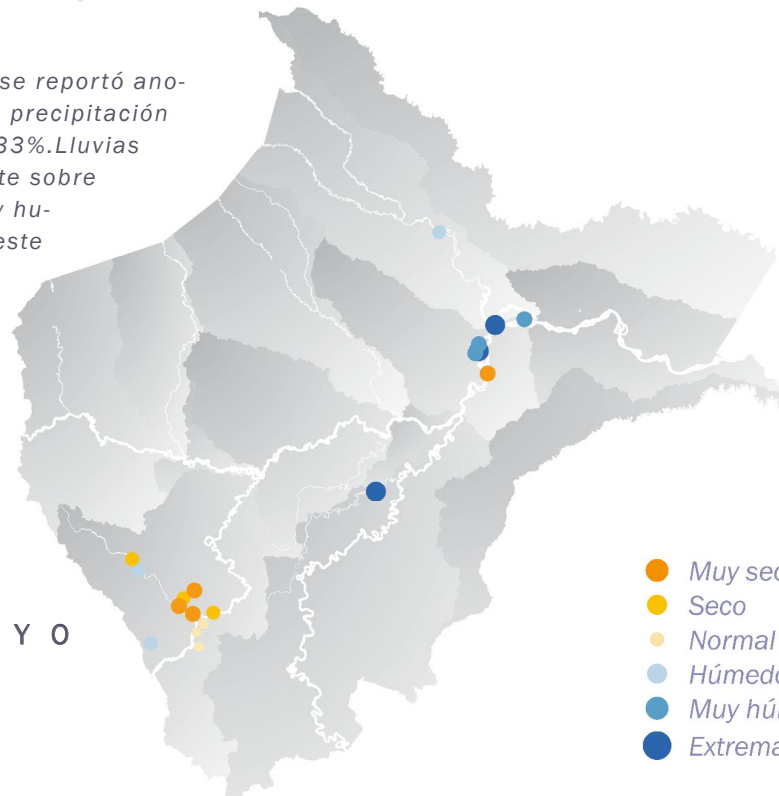 se reportó ano-
precipitación
33%.Lluvias
te sobre
hu-
este
Y O
Muy sec
Seco
Normal
Húmedo
Muy hú
Extrema